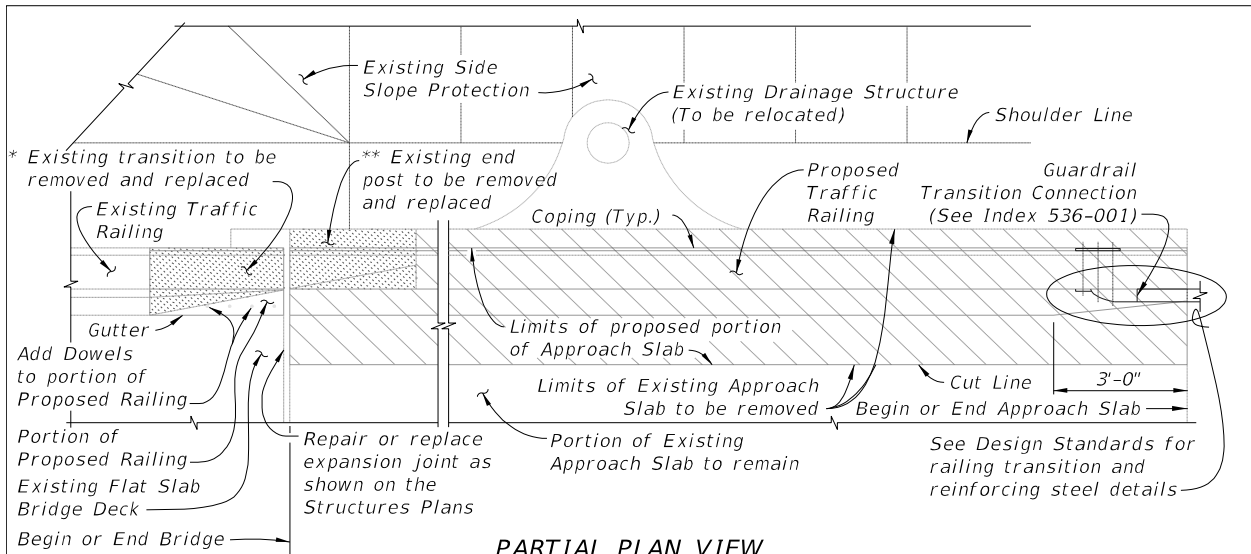 Existing Side
Slope Protection
Existing Drainage Structure
(To be relocated)
Shoulder Line
* Existing transition to be
removed and replaced
** Existing end
post to be removed
and replaced
Proposed
Traffic
Railing
Guardrail
Transition Connection
(See Index 536-001)
Existing Traffic
Railing
Coping (Typ.)
Gutter
Limits of proposed portion
of Approach Slab
Add Dowels
to portion of
Proposed Railing
Limits of Existing Approach
Slab to be removed
Cut Line
3'-0"
Begin or End Approach Slab
Portion of
Proposed Railing
Repair or replace
expansion joint as
shown on the
Structures Plans
Portion of Existing
Approach Slab to remain
See Design Standards for
railing transition and
reinforcing steel details
Existing Flat Slab
Bridge Deck
Begin or End Bridge
PARTIAL PLAN VIEW